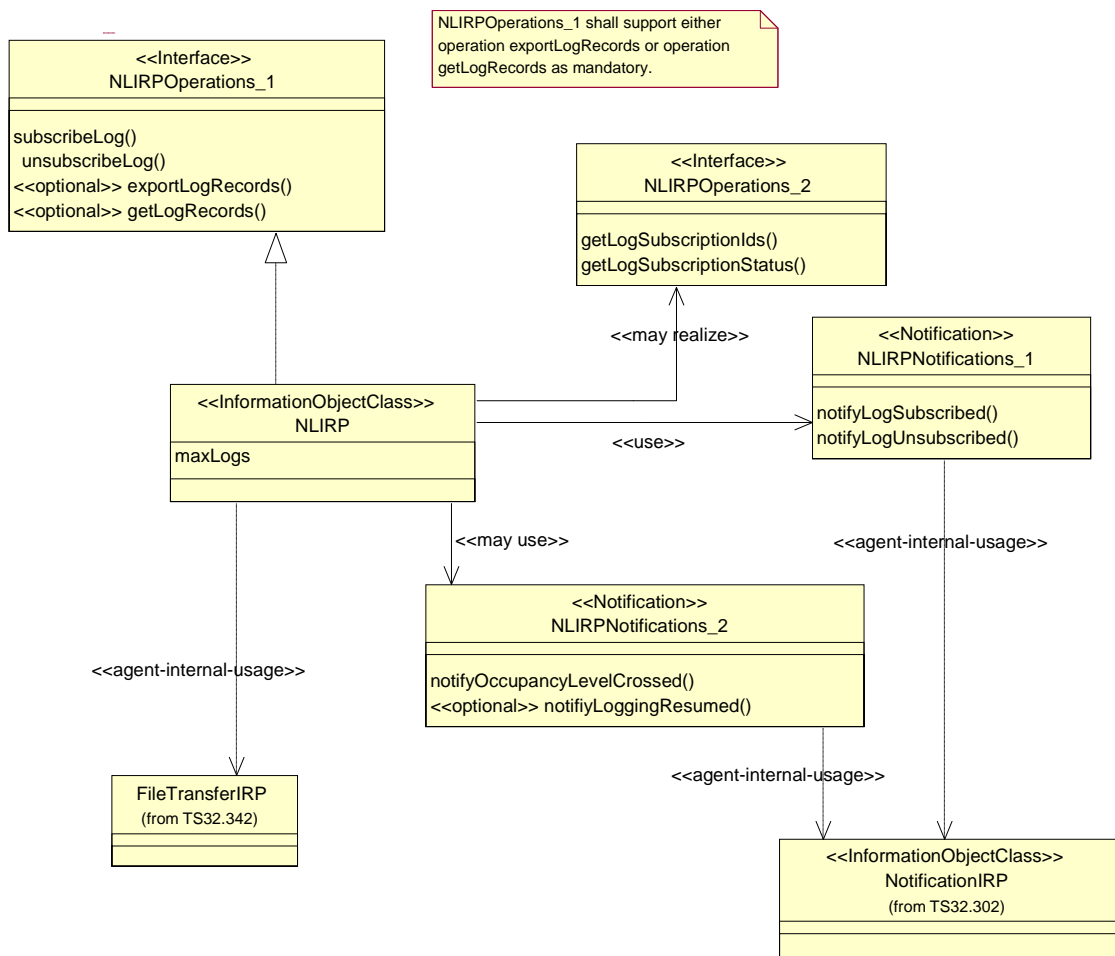 NLIRPOperations_1 shall support either
operation exportLogRecords or operation
getLogRecords as mandatory.
<<Interface>>
NLIRPOperations_1
subscribeLog()
unsubscribeLog()
<<optional>> exportLogRecords()
<<optional>> getLogRecords()
<<Interface>>
NLIRPOperations_2
getLogSubscriptionIds()
getLogSubscriptionStatus()
<<may realize>>
<<Notification>>
NLIRPNotifications_1
notifyLogSubscribed()
notifyLogUnsubscribed()
<<InformationObjectClass>>
NLIRP
maxLogs
<<use>>
<<may use>>
<<agent-internal-usage>>
<<Notification>>
NLIRPNotifications_2
notifyOccupancyLevelCrossed()
<<optional>> notifiyLoggingResumed()
<<agent-internal-usage>>
<<agent-internal-usage>>
FileTransferIRP
(from TS32.342)
<<InformationObjectClass>>
NotificationIRP
(from TS32.302)